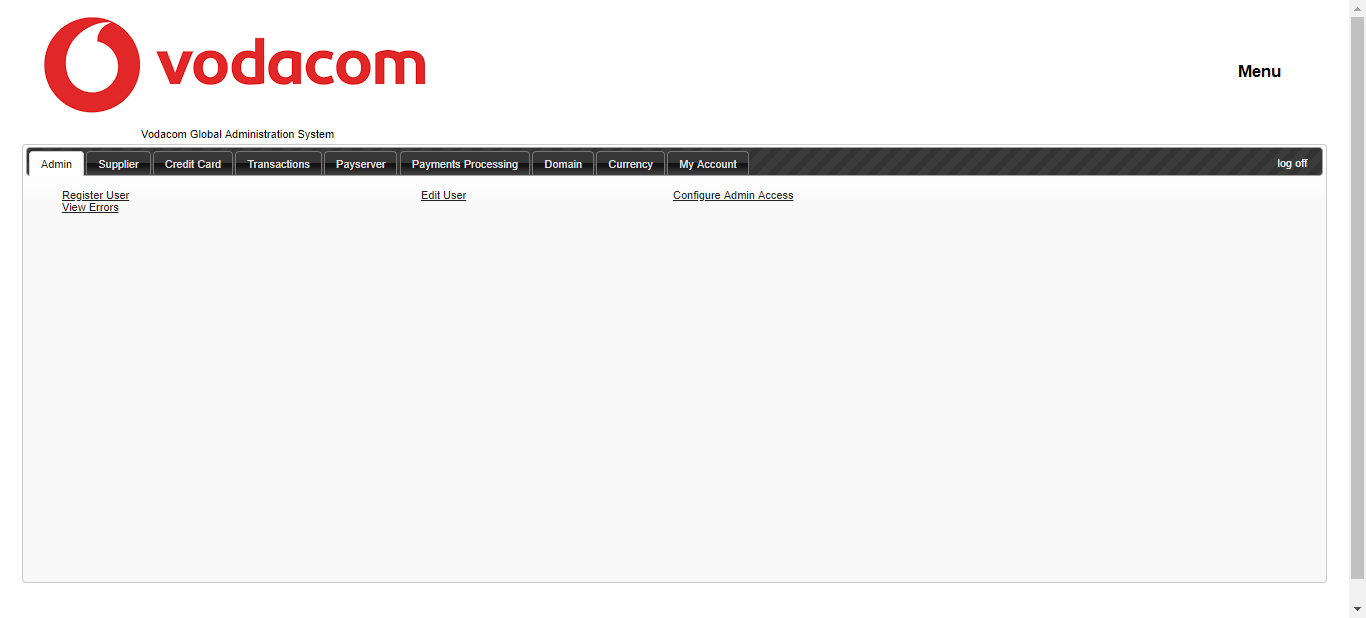 vodacom
Menu
Vodacom Global Administration System
Admin Supplier Credit Card Transactions Payserver Payments Processing Domain Currency My Account log off
Register User Edit User Configure Admin Access
View Errors